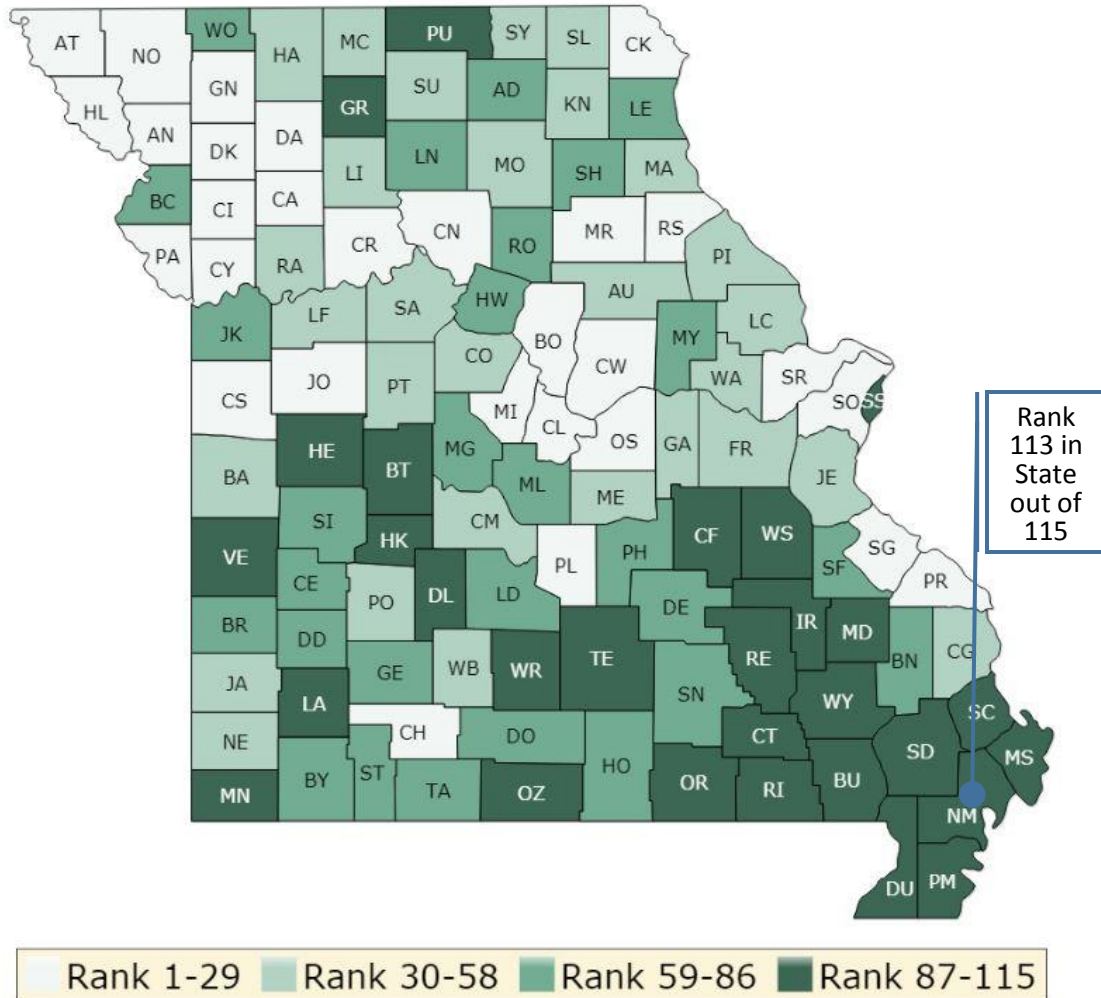 WO
PU
SY
SL
CK
AT
NO
HA
MC
GN
SU
AD
KN
LE
HL
AN
DA
GR
DK
LN
MO
LI
SH
MA
BC
CI
CA
CN
MR
RS
PA
CY
RA
CR
RO
PI
HW
AU
JK
LF
SA
BO
LC
CO
MY
CW
WA
SR
CS
JO
PT
SO
SS
MI
CL
OS
GA
FR
BA
HE
BT
MG
ML
ME
JE
SI
CM
VE
HK
CF
WS
PL
PH
SF
SG
PR
CE
PO
DL
LD
DE
BR
DD
IR
MD
JA
GE
WB
WR
TE
RE
BN
CG
LA
SN
WY
NE
CH
DO
CT
SC
SD
MS
MN
BY
ST
TA
OZ
HO
OR
RI
BU
NM
DU
PM
Rank
113 in
State
out of
115
Rank 1-29 Rank 30-58 Rank 59-86 Rank 87-115